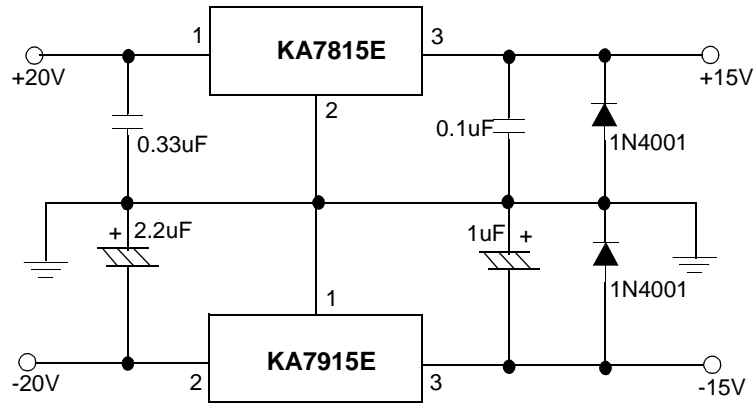 1
KA7815E
3
+20V
+15V
2
0.33uF
0.1uF
1N4001
+
2.2uF
1uF
+
1
1N4001
KA7915E
2
3
-20V
-15V